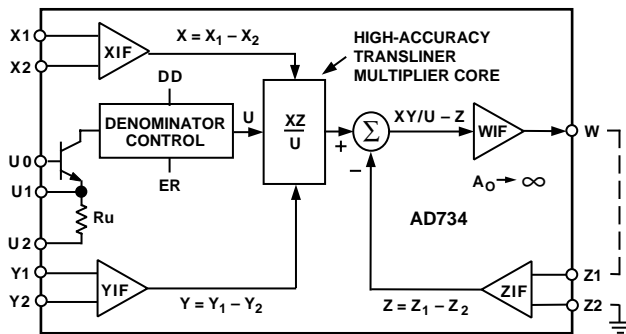 X1
X2
XIF
X = X₁ – X₂
HIGH-ACCURACY
TRANSLINER
MULTIPLIER CORE
DD
DENOMINATOR
CONTROL
ER
U
XZ
U
+
–
Σ
XY/U – Z
WIF
W
A₀ → ∞
AD734
U0
U1
Ru
U2
Y1
Y2
YIF
Y = Y₁ – Y₂
Z = Z₁ – Z₂
ZIF
Z1
Z2